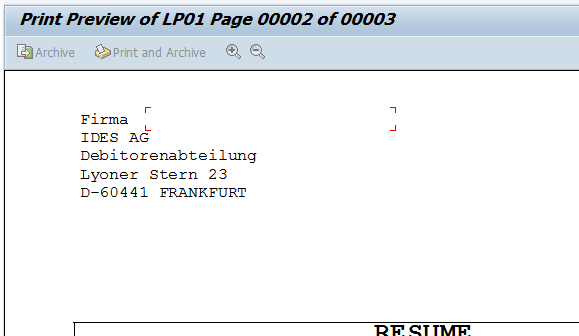 Print Preview of LP01 Page 00002 of 00003
Archive Print and Archive
Firma
IDES AG
Debitorenabteilung
Lyoner Stern 23
D-60441 FRANKFURT
RESUME